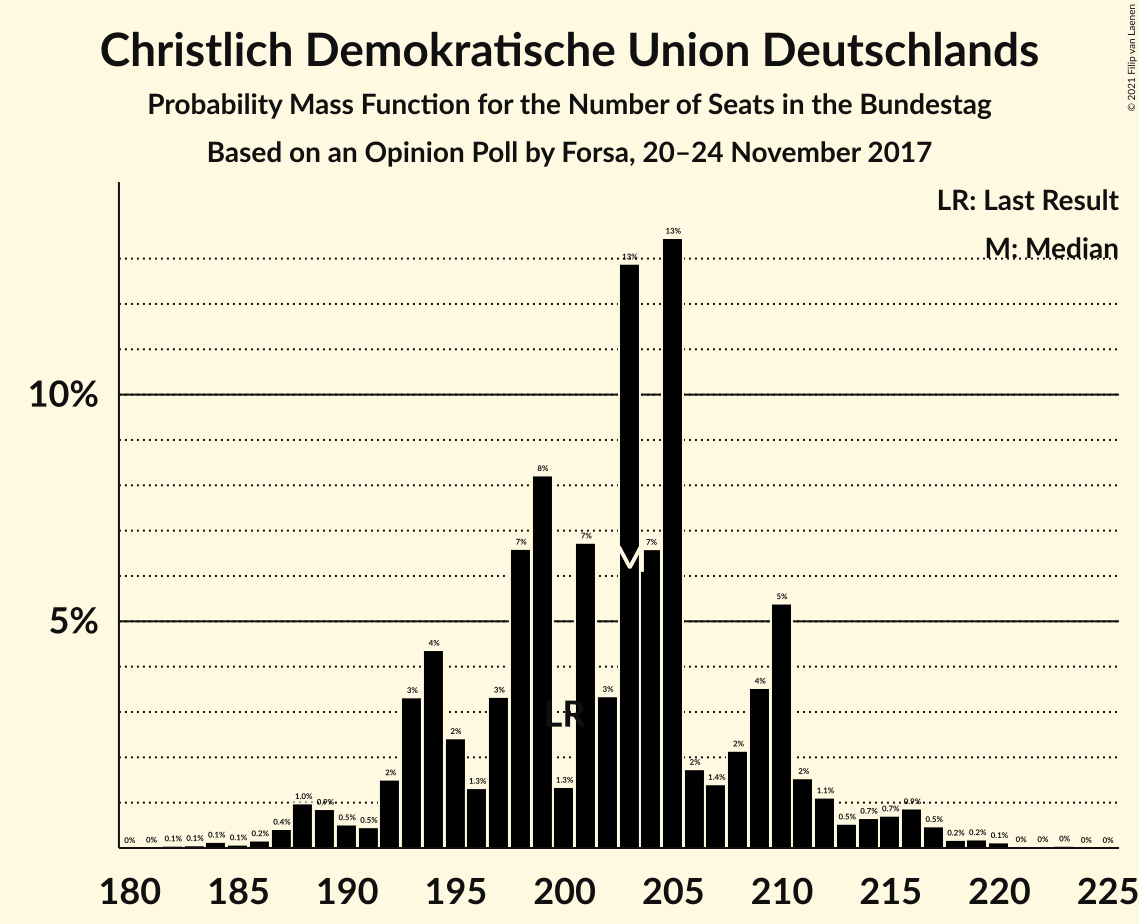 Christlich Demokratische Union Deutschlands
Probability Mass Function for the Number of Seats in the Bundestag
Based on an Opinion Poll by Forsa, 20–24 November 2017
© 2021 Filip van Laenen
LR: Last Result
M: Median
10%
5%
0% 0% 0.1% 0.1% 0.1% 0.1% 0.2% 0.4% 1.0% 0.9% 0.5% 0.5% 2% 3% 4% 2% 1.3% 3% 7% 8% 1.3% 7% 3% 13% 7% 13% 2% 1.4% 2% 4% 5% 2% 1.1% 0.5% 0.7% 0.7% 0.9% 0.5% 0.2% 0.2% 0.1% 0% 0% 0% 0% 0%
M
LR
180 185 190 195 200 205 210 215 220 225